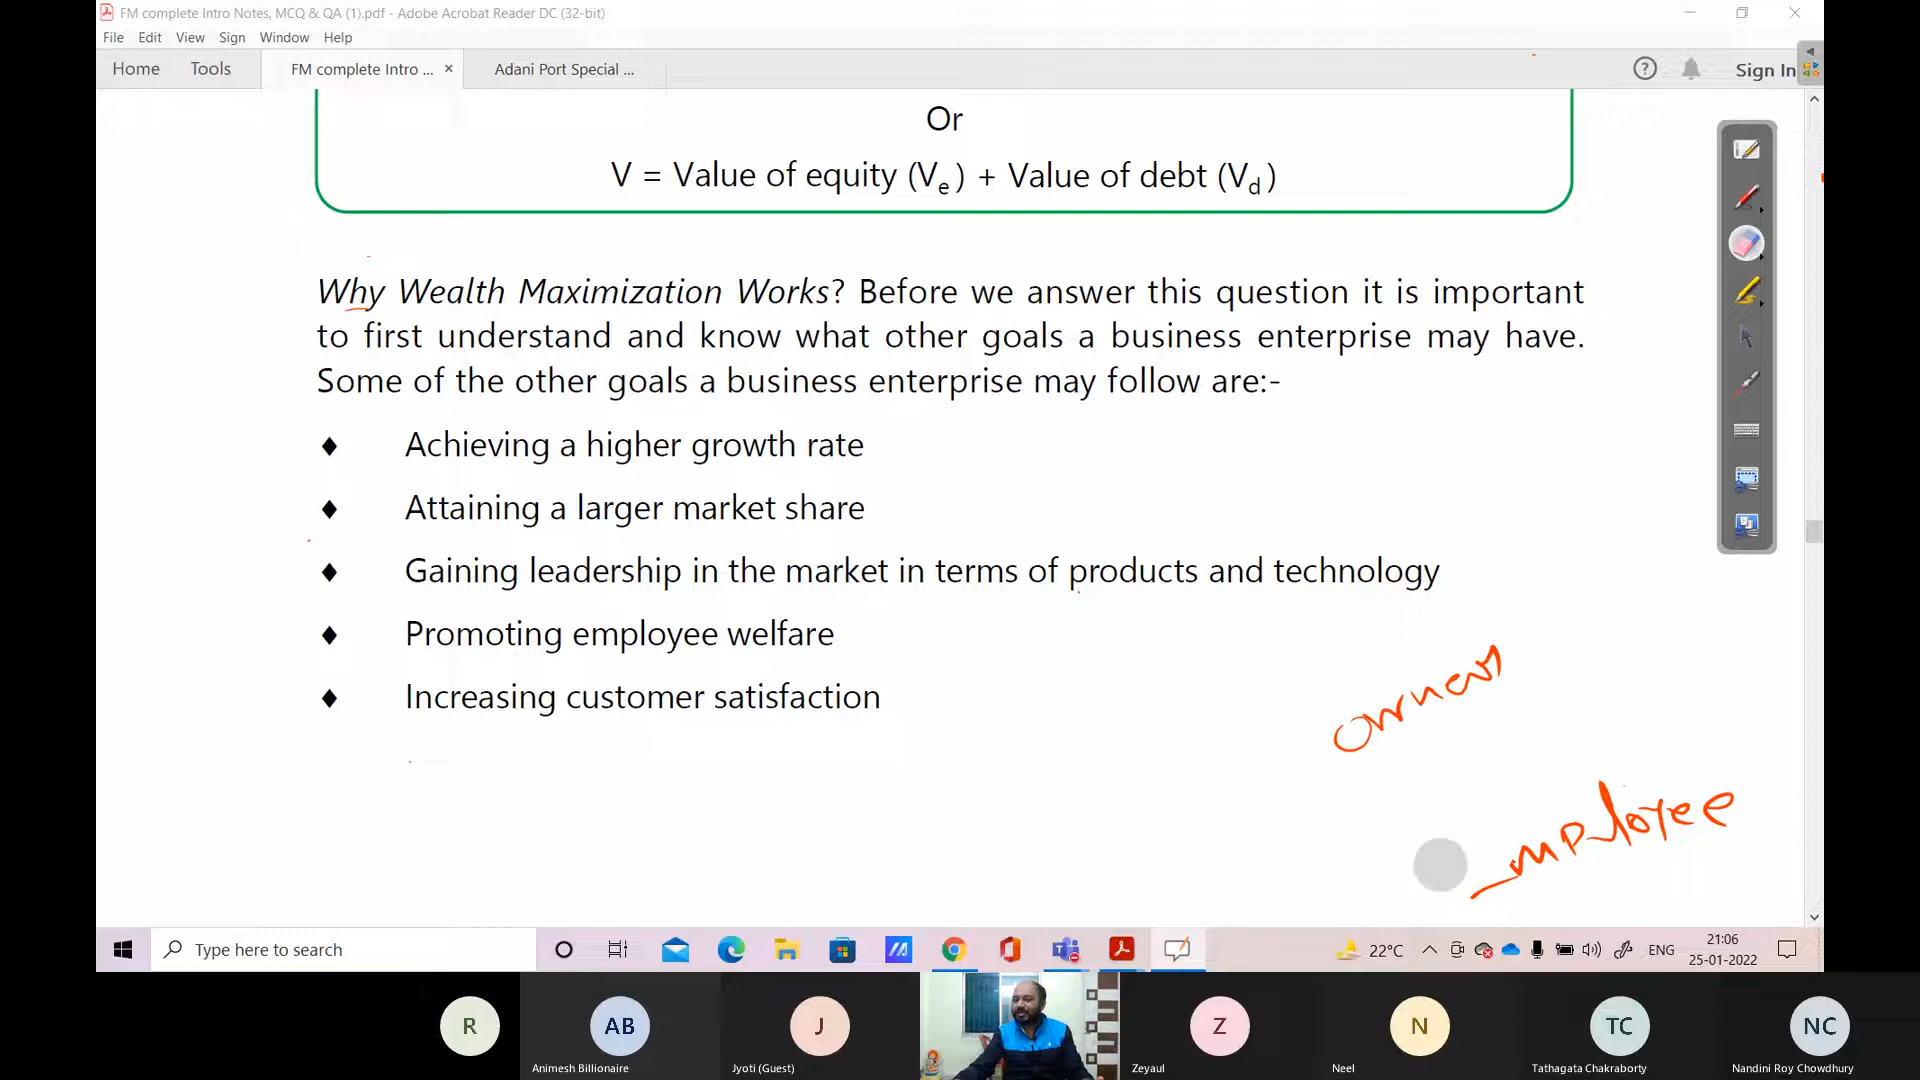 FM complete Intro Notes, MCQ & QA (1).pdf - Adobe Acrobat Reader DC (32-bit)
File Edit View Sign Window Help
Home Tools FM complete Intro ... × Adani Port Special ... Sign In
Or
V = Value of equity (Ve) + Value of debt (Vd)
Why Wealth Maximization Works? Before we answer this question it is important
to first understand and know what other goals a business enterprise may have.
Some of the other goals a business enterprise may follow are:-
♦ Achieving a higher growth rate
♦ Attaining a larger market share
♦ Gaining leadership in the market in terms of products and technology
♦ Promoting employee welfare
♦ Increasing customer satisfaction
mployee
Type here to search 22°C ENG 21:06
25-01-2022
R AB J Z N TC NC
Animesh Billionaire Jyoti (Guest) Zeyaul Neel Tathagata Chakraborty Nandini Roy Chowdhury